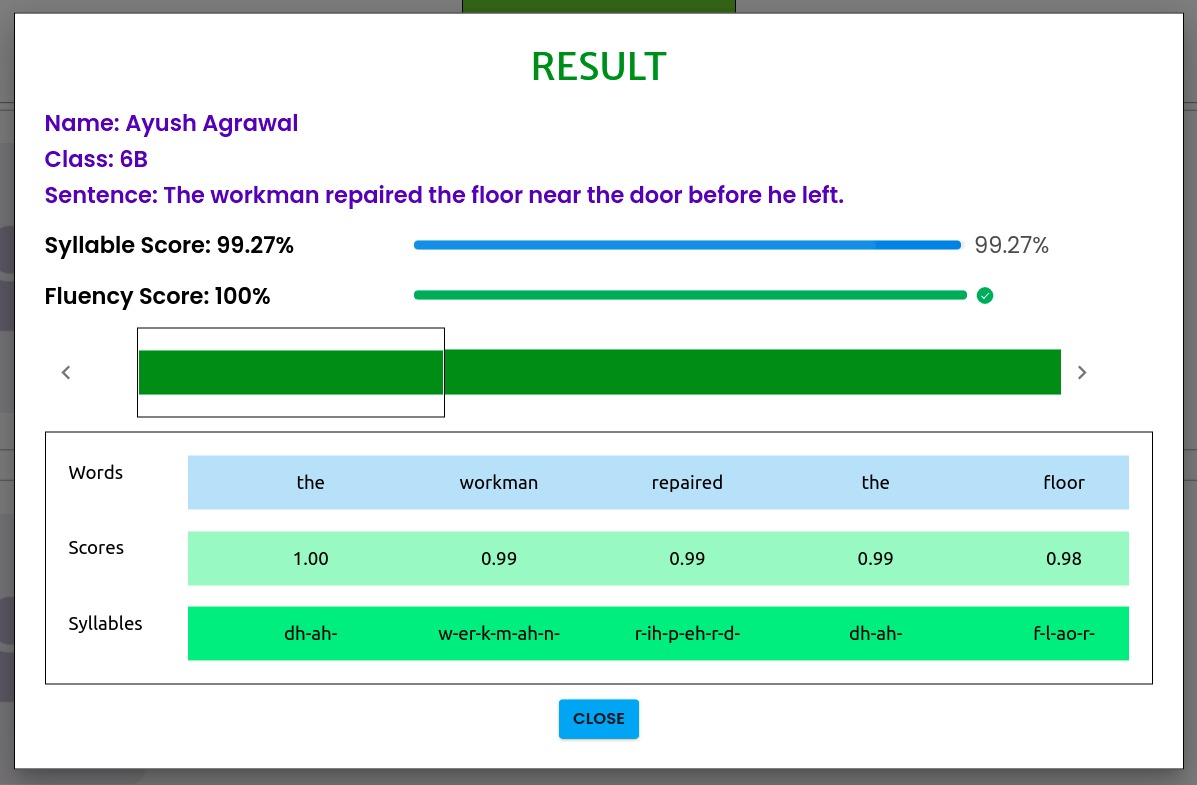 RESULT
Name: Ayush Agrawal
Class: 6B
Sentence: The workman repaired the floor near the door before he left.
Syllable Score: 99.27% 99.27%
Fluency Score: 100%
Words the workman repaired the floor
Scores 1.00 0.99 0.99 0.99 0.98
Syllables dh-ah- w-er-k-m-ah-n- r-ih-p-eh-r-d- dh-ah- f-l-ao-r-
CLOSE